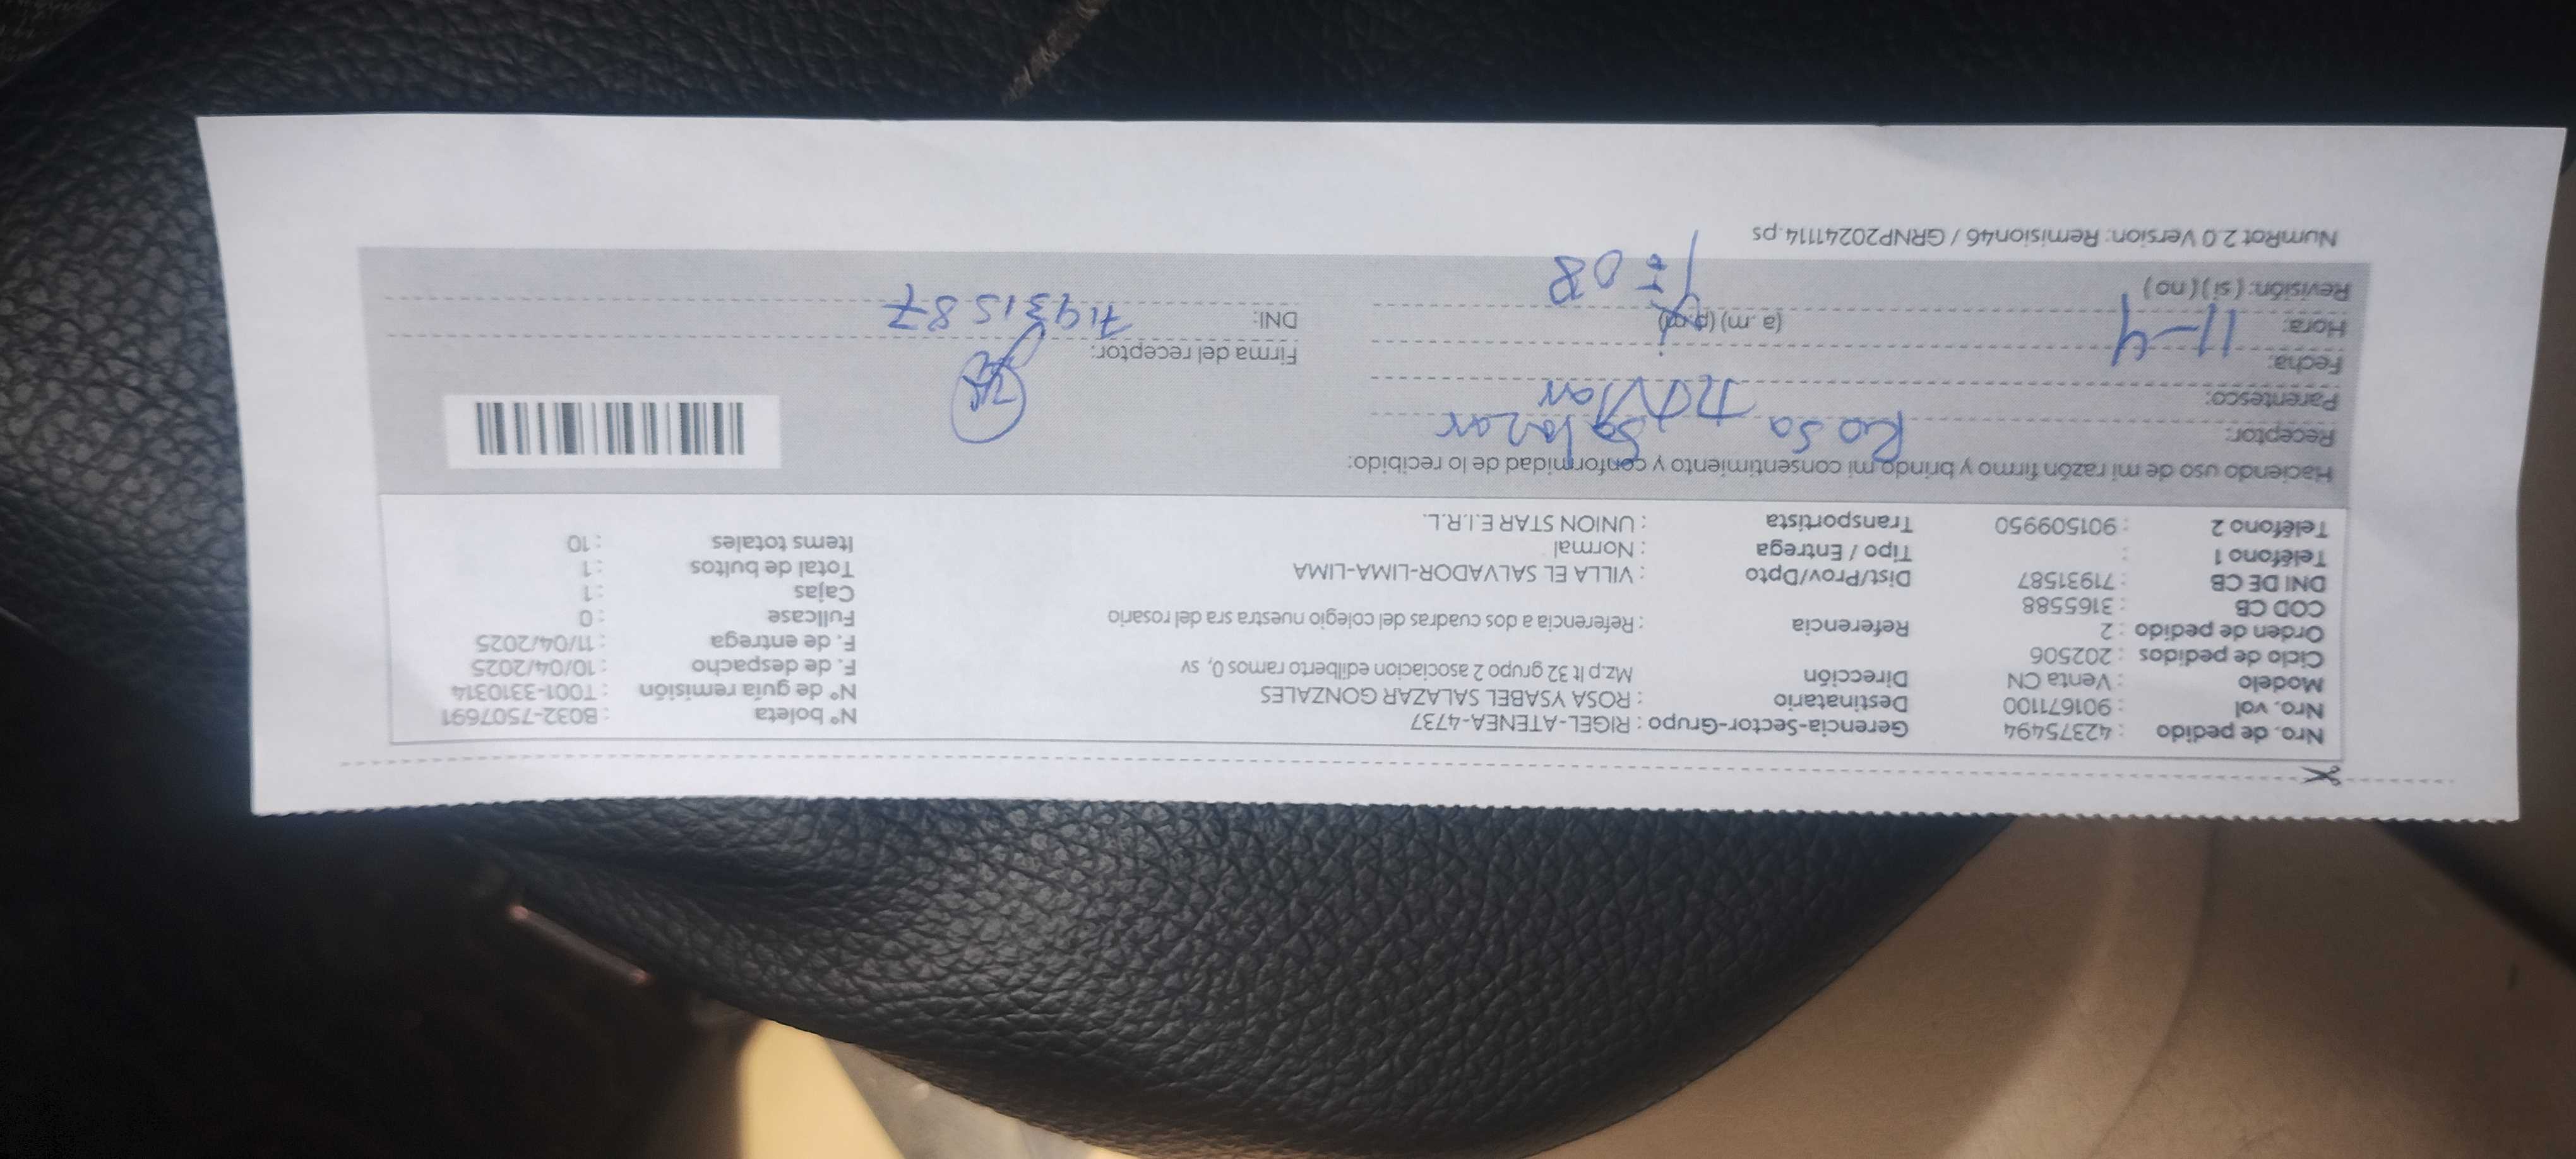 Nro. de pedido : 42375494 Gerencia-Sector-Grupo : RIGEL-ATENEA-4737 N° boleta : B032-7507691
Nro. vol : 901671100 Destinatario : ROSA YSABEL SALAZAR GONZALES N° de guía remisión : T001-3310314
Modelo : Venta CN Dirección Mz.p lt 32 grupo 2 asociacion edilberto ramos 0, sv F. de despacho : 10/04/2025
Ciclo de pedidos : 202506 F. de entrega : 11/04/2025
Orden de pedido : 2 Referencia : Referencia a dos cuadras del colegio nuestra sra del rosario Fullcase : 0
COD CB : 3165588 Cajas : 1
DNI DE CB : 71931587 Dist/Prov/Dpto : VILLA EL SALVADOR-LIMA-LIMA Total de bultos : 1
Teléfono 1 : Tipo / Entrega : Normal Items totales : 10
Teléfono 2 : 901509950 Transportista : UNION STAR E.I.R.L.
Haciendo uso de mi razón firmo y brindo mi consentimiento y conformidad de lo recibido:
Receptor: Rosa Salazar
Parentesco:
Fecha: 11-4 Firma del receptor:
Hora: (a .m) (p.m) DNI: 71931587
Revisión: ( si ) ( no )
NumRot 2.0 Version: Remision46 / GRNP20241114.ps